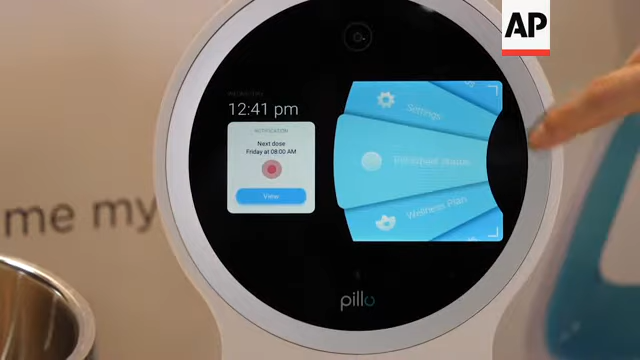 AP
12:41 pm
NOTIFICATION
Next dose
Friday at 08:00 AM
View
Settings
Wellness Plan
me my
pillo